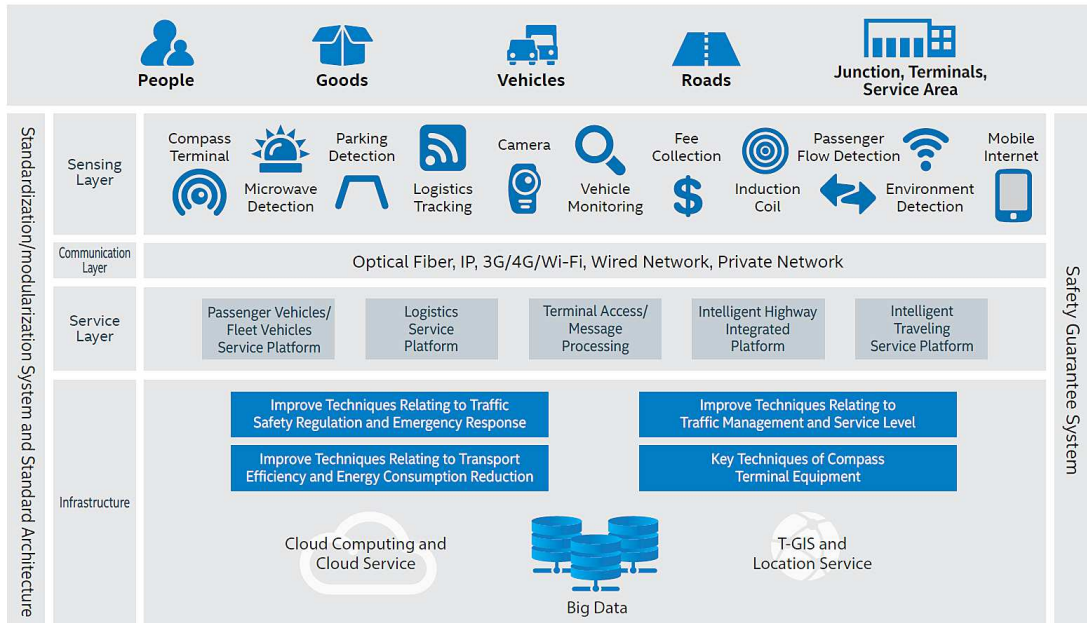 People
Goods
Vehicles
Roads
Junction, Terminals,
Service Area
Standardization/modularization System and Standard Architecture
Sensing
Layer
Compass
Terminal
Microwave
Detection
Parking
Detection
Logistics
Tracking
Camera
Vehicle
Monitoring
Fee
Collection
$
Induction
Coil
Passenger
Flow Detection
Environment
Detection
Mobile
Internet
Communication
Layer
Optical Fiber, IP, 3G/4G/Wi-Fi, Wired Network, Private Network
Service
Layer
Passenger Vehicles/
Fleet Vehicles
Service Platform
Logistics
Service
Platform
Terminal Access/
Message
Processing
Intelligent Highway
Integrated
Platform
Intelligent
Traveling
Service Platform
Infrastructure
Improve Techniques Relating to Traffic
Safety Regulation and Emergency Response
Improve Techniques Relating to
Traffic Management and Service Level
Improve Techniques Relating to Transport
Efficiency and Energy Consumption Reduction
Key Techniques of Compass
Terminal Equipment
Cloud Computing and
Cloud Service
Big Data
T-GIS and
Location Service
Safety Guarantee System